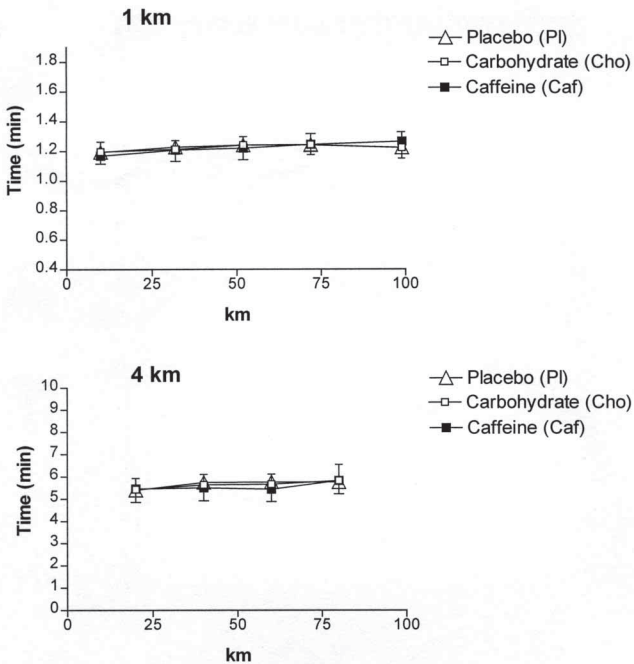 1 km
Placebo (Pl)
Carbohydrate (Cho)
Caffeine (Caf)
Time (min)
1.8
1.6
1.4
1.2
1.0
0.8
0.6
0.4
0 25 50 75 100
km
4 km
Placebo (Pl)
Carbohydrate (Cho)
Caffeine (Caf)
Time (min)
10
9
8
7
6
5
4
3
2
1
0
0 25 50 75 100
km